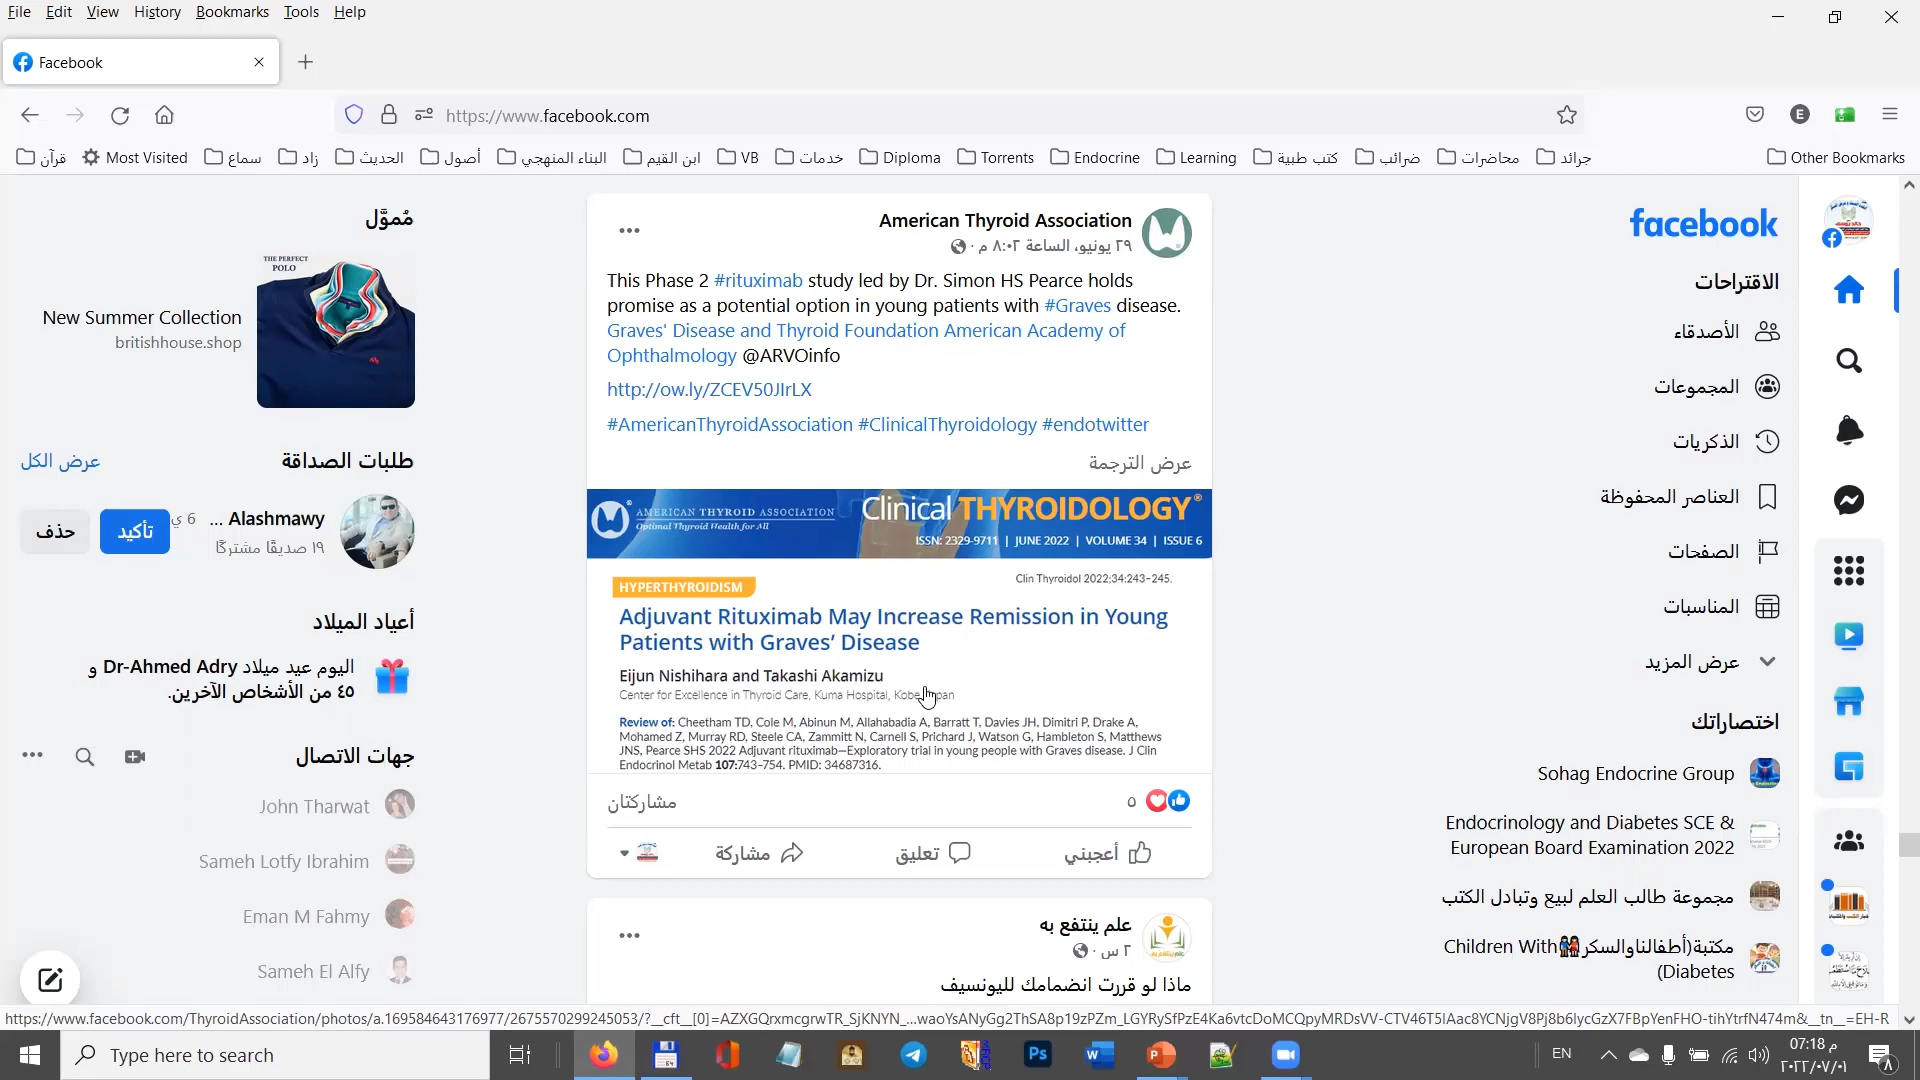 File Edit View History Bookmarks Tools Help
Facebook
https://www.facebook.com
قرآن Most Visited سماع زاد الحديث أصول البناء المنهجي ابن القيم VB خدمات Diploma Torrents Endocrine Learning كتب طبية ضرائب محاضرات جرائد Other Bookmarks
مُموَّل
THE PERFECT
POLO
New Summer Collection
britishhouse.shop
طلبات الصداقة
عرض الكل
Alashmawy ...
6 ي
١٩ صديقًا مشتركًا
تأكيد
حذف
أعياد الميلاد
اليوم عيد ميلاد Dr-Ahmed Adry و
٤٥ من الأشخاص الآخرين.
جهات الاتصال
John Tharwat
Sameh Lotfy Ibrahim
Eman M Fahmy
Sameh El Alfy
American Thyroid Association
٢٩ يونيو، الساعة ٨:٠٢ م ·
This Phase 2 #rituximab study led by Dr. Simon HS Pearce holds
promise as a potential option in young patients with #Graves disease.
Graves' Disease and Thyroid Foundation American Academy of
Ophthalmology @ARVOinfo
http://ow.ly/ZCEV50JIrLX
#AmericanThyroidAssociation #ClinicalThyroidology #endotwitter
عرض الترجمة
AMERICAN THYROID ASSOCIATION
Optimal Thyroid Health for All
Clinical THYROIDOLOGY®
ISSN: 2329-9711 | JUNE 2022 | VOLUME 34 | ISSUE 6
Clin Thyroidol 2022;34:243–245.
HYPERTHYROIDISM
Adjuvant Rituximab May Increase Remission in Young
Patients with Graves’ Disease
Eijun Nishihara and Takashi Akamizu
Center for Excellence in Thyroid Care, Kuma Hospital, Kobe
Review of: Cheetham TD, Cole M, Abinun M, Allahabadia A, Barratt T, Davies JH, Dimitri P, Drake A,
Mohamed Z, Murray RD, Steele CA, Zammitt N, Carnell S, Prichard J, Watson G, Hambleton S, Matthews
JNS, Pearce SHS 2022 Adjuvant rituximab—Exploratory trial in young people with Graves disease. J Clin
Endocrinol Metab 107:743–754. PMID: 34687316.
٥
مشاركتان
أعجبني
تعليق
مشاركة
علم ينتفع به
٢ س ·
ماذا لو قررت انضمامك لليونسيف
facebook
الاقتراحات
الأصدقاء
المجموعات
الذكريات
العناصر المحفوظة
الصفحات
المناسبات
عرض المزيد
اختصاراتك
Sohag Endocrine Group
Endocrinology and Diabetes SCE &
European Board Examination 2022
مجموعة طالب العلم لبيع وتبادل الكتب
مكتبة(أطفالناوالسكرChildren With
Diabetes)
https://www.facebook.com/ThyroidAssociation/photos/a.169584643176977/2675570299245053/?__cft__[0]=AZXGQrxmcgrwTR_SjKNYN_...waoYsANyGg2ThSA8p19zPZm_LGYRySfPzE4Ka6vtcDoMCQpyMRDsVV-CTV46T5IAac8YCNjgV8Pj8b6lycGzX7FBpYenFHO-tihYtrfN474m&__tn__=EH-R
Type here to search
EN
07:18 م
٢٠٢٢/٠٧/٠١